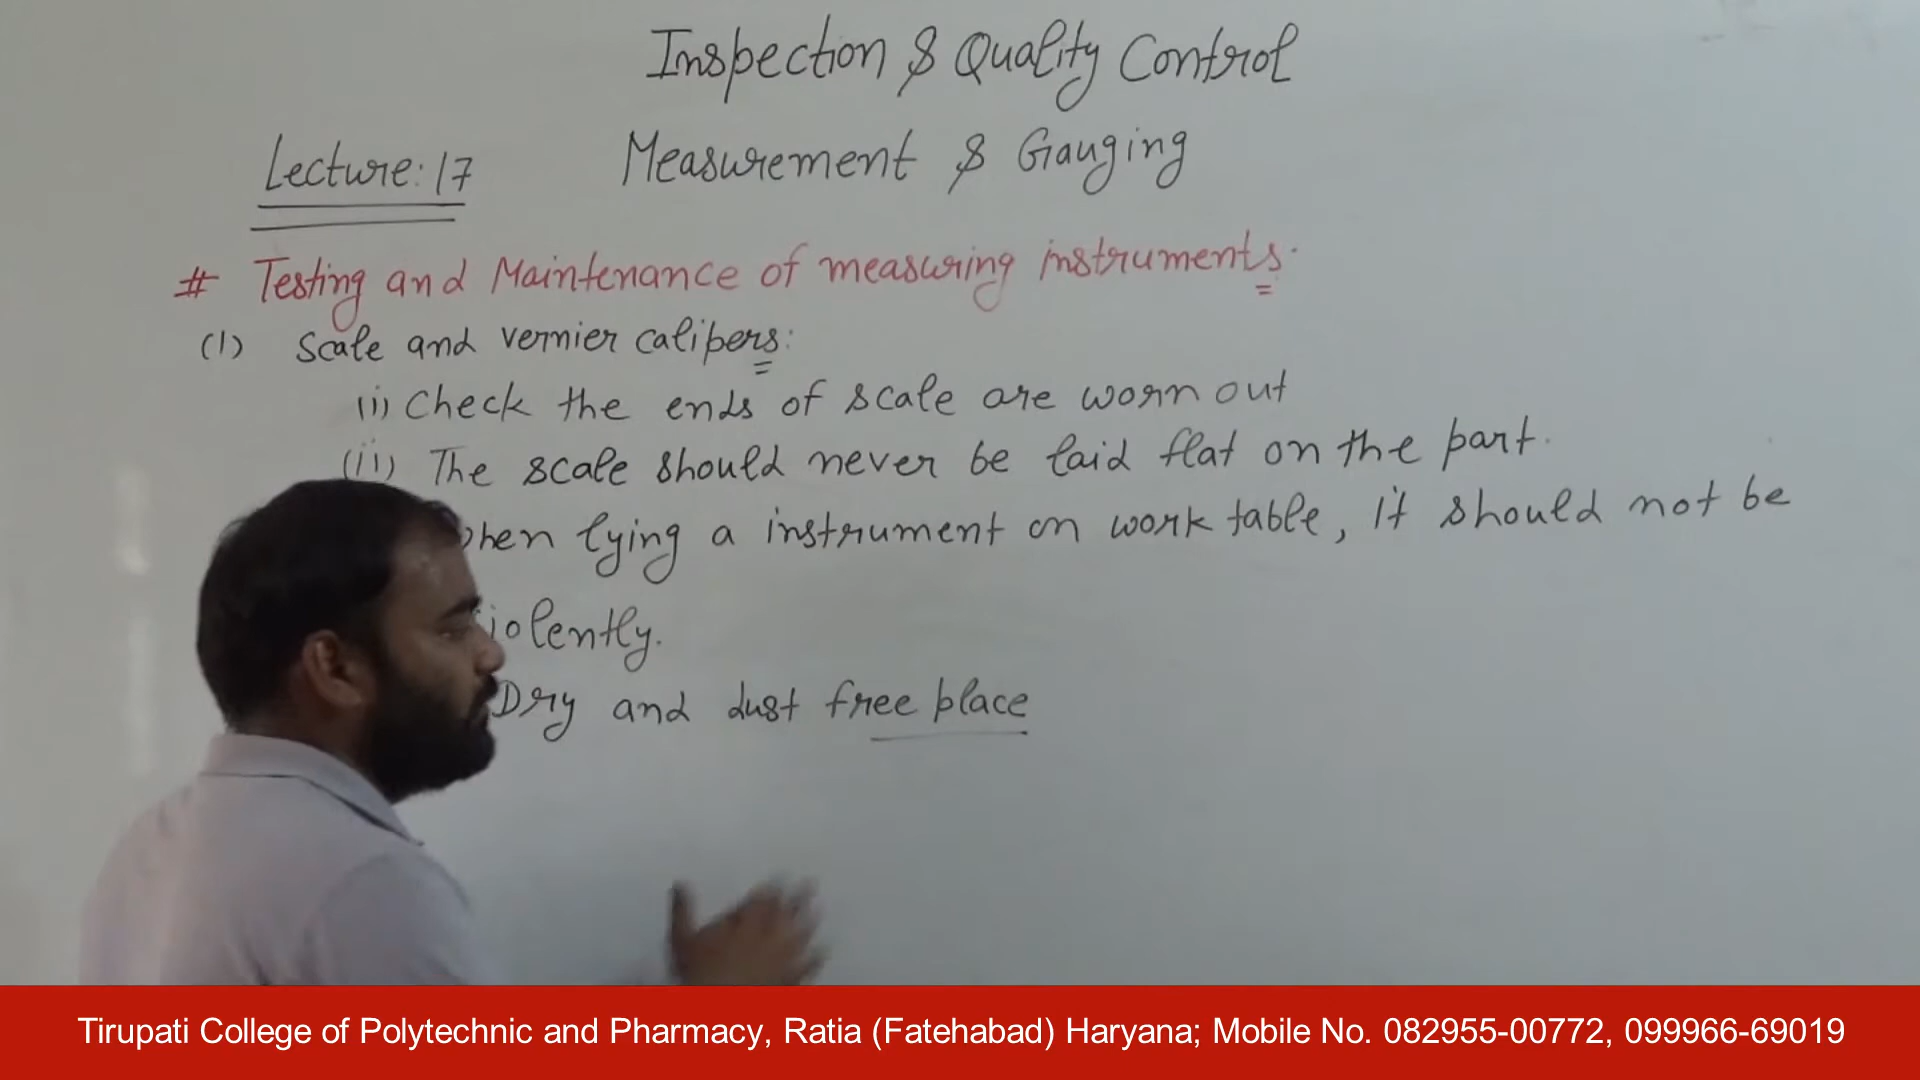 Inspection & Quality Control
Lecture: 17 Measurement & Gauging
# Testing and Maintenance of measuring instruments.
(1) Scale and vernier calipers:
(i) Check the ends of scale are worn out
(ii) The scale should never be laid flat on the part.
when lying a instrument on work table, it should not be
violently.
Dry and dust free place
Tirupati College of Polytechnic and Pharmacy, Ratia (Fatehabad) Haryana; Mobile No. 082955-00772, 099966-69019